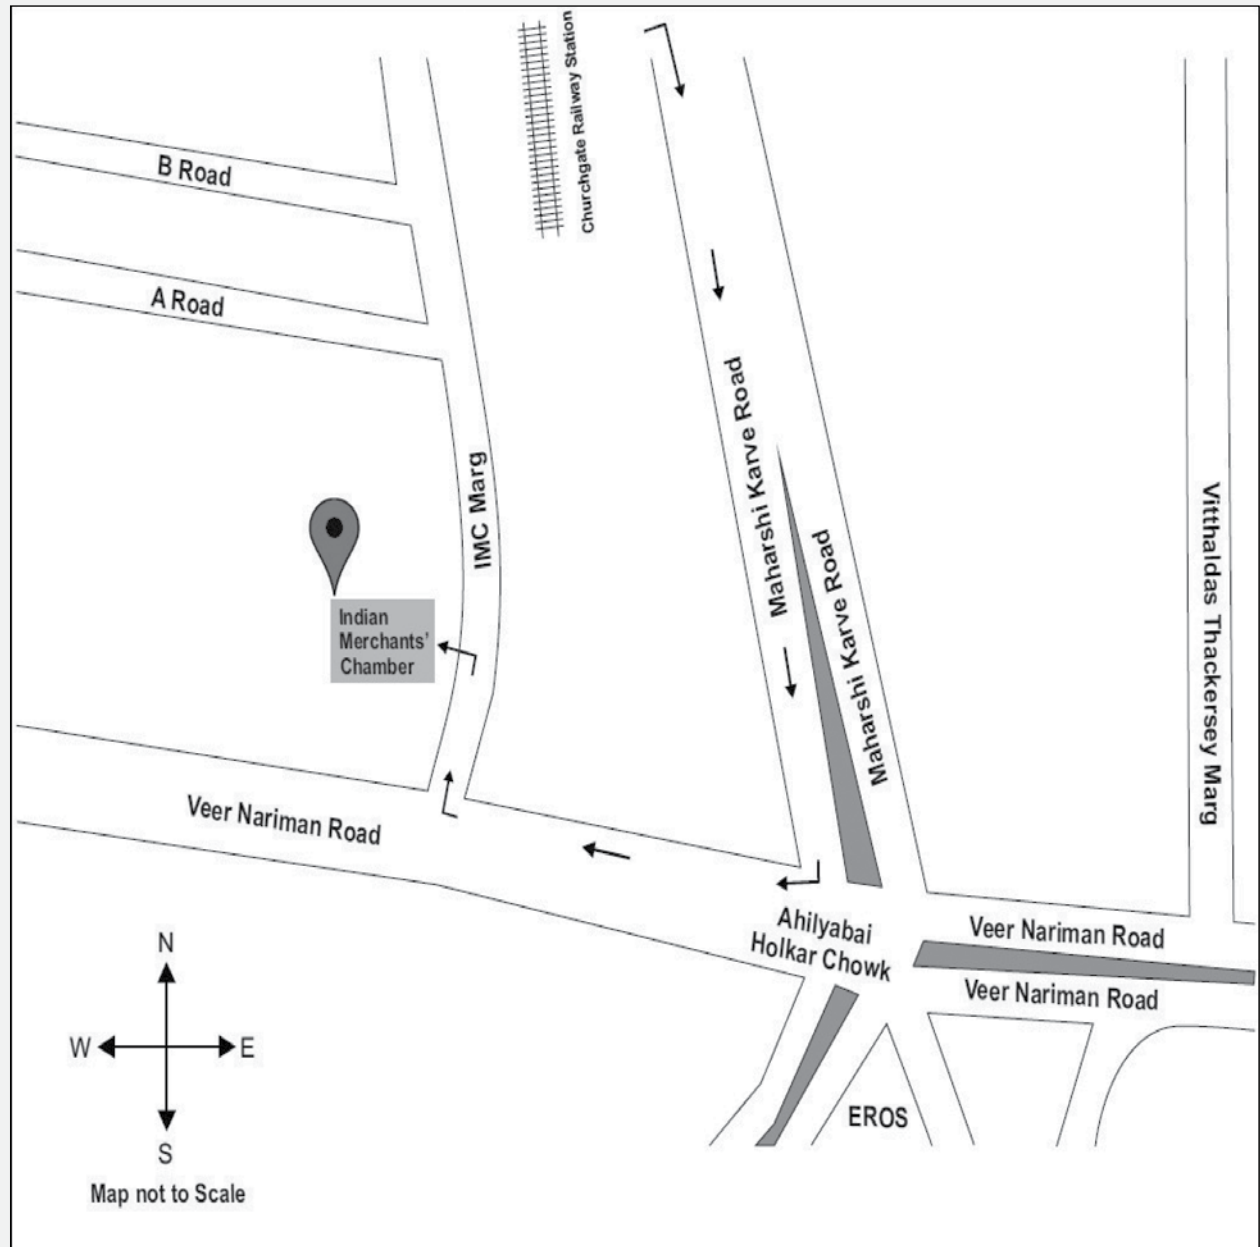 Churchgate Railway Station
B Road
A Road
Maharshi Karve Road
IMC Marg
Maharshi Karve Road
Vitthaldas Thackersey Marg
Indian
Merchants'
Chamber
Veer Nariman Road
Ahilyabai
Holkar Chowk
Veer Nariman Road
Veer Nariman Road
N
W
E
S
EROS
Map not to Scale